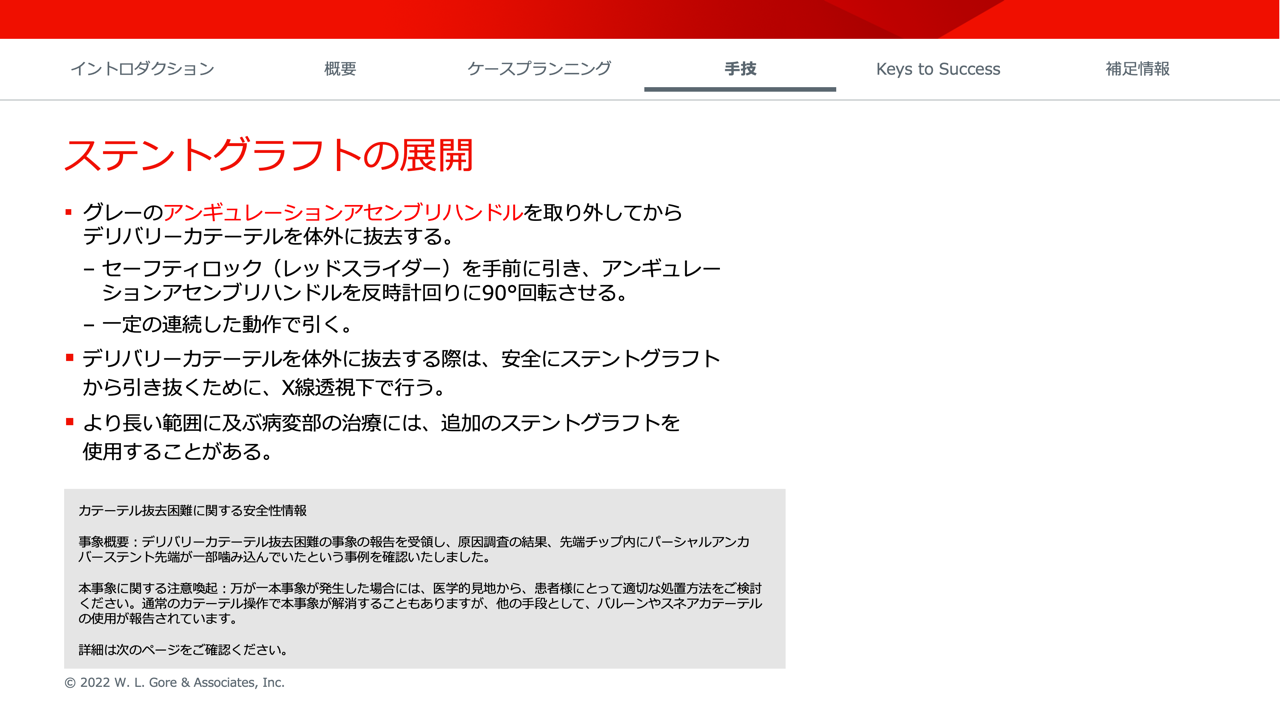 イントロダクション
概要
ケースプランニング
手技
Keys to Success
補足情報
ステントグラフトの展開
▪ グレーのアンギュレーションアセンブリハンドルを取り外してから
デリバリーカテーテルを体外に抜去する。
– セーフティロック（レッドスライダー）を手前に引き、アンギュレー
ションアセンブリハンドルを反時計回りに90°回転させる。
– 一定の連続した動作で引く。
▪ デリバリーカテーテルを体外に抜去する際は、安全にステントグラフト
から引き抜くために、X線透視下で行う。
▪ より長い範囲に及ぶ病変部の治療には、追加のステントグラフトを
使用することがある。
カテーテル抜去困難に関する安全性情報
事象概要：デリバリーカテーテル抜去困難の事象の報告を受領し、原因調査の結果、先端チップ内にパーシャルアンカ
バーステント先端が一部噛み込んでいたという事例を確認いたしました。
本事象に関する注意喚起：万が一本事象が発生した場合には、医学的見地から、患者様にとって適切な処置方法をご検討
ください。通常のカテーテル操作で本事象が解消することもありますが、他の手段として、バルーンやスネアカテーテル
の使用が報告されています。
詳細は次のページをご確認ください。
© 2022 W. L. Gore & Associates, Inc.